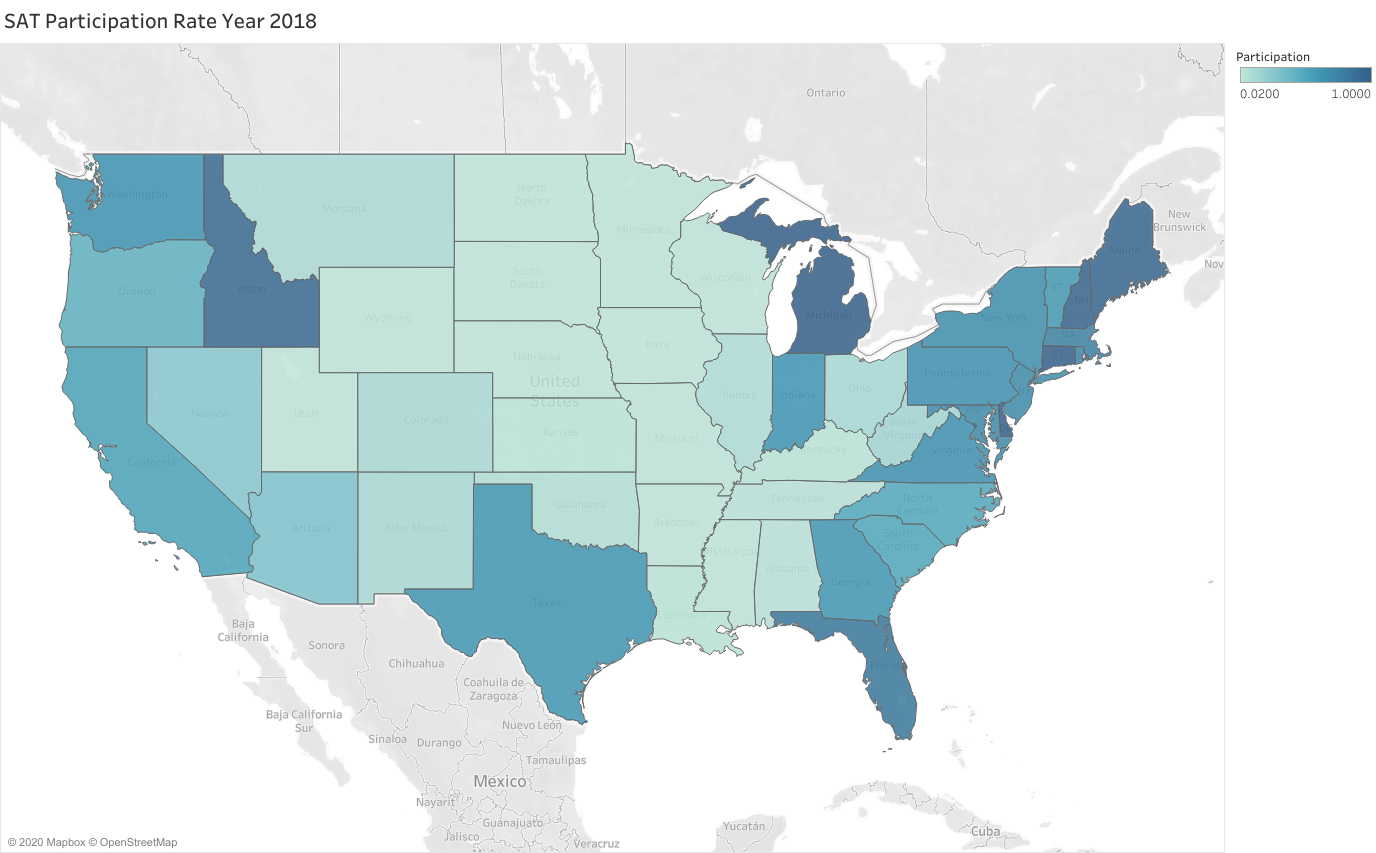 SAT Participation Rate Year 2018
Participation
0.0200 1.0000
Ontario
New
Brunswick
Nov
Washington
Montana
North
Dakota
Minnesota
Maine
Oregon
Idaho
South
Dakota
Wisconsin
Michigan
VT
NH
New York
MA
CT
Wyoming
Nebraska
Iowa
Pennsylvania
United
States
Nevada
Utah
Colorado
Kansas
Missouri
Illinois
Indiana
Ohio
West
Virginia
MD
Virginia
Kentucky
California
Arizona
New Mexico
Oklahoma
Arkansas
Tennessee
North
Carolina
South
Carolina
Mississippi
Alabama
Georgia
Texas
Louisiana
Florida
Baja
California
Sonora
Chihuahua
Coahuila de
Zaragoza
Nuevo León
Baja California
Sur
Sinaloa
Durango
Tamaulipas
Mexico
Nayarit
Guanajuato
Jalisco
Veracruz
Yucatán
Cuba
© 2020 Mapbox © OpenStreetMap